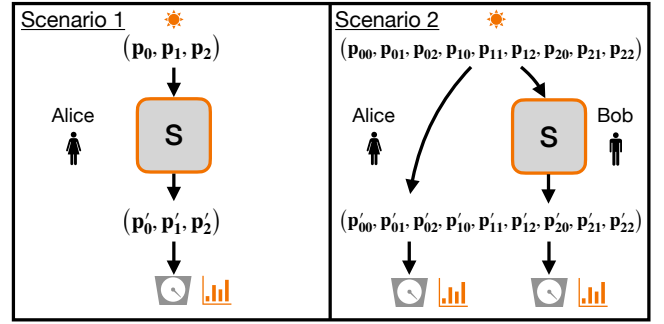 Scenario 1
(p₀, p₁, p₂)
Alice
S
(p′₀, p′₁, p′₂)
Scenario 2
(p₀₀, p₀₁, p₀₂, p₁₀, p₁₁, p₁₂, p₂₀, p₂₁, p₂₂)
Alice
S
Bob
(p′₀₀, p′₀₁, p′₀₂, p′₁₀, p′₁₁, p′₁₂, p′₂₀, p′₂₁, p′₂₂)